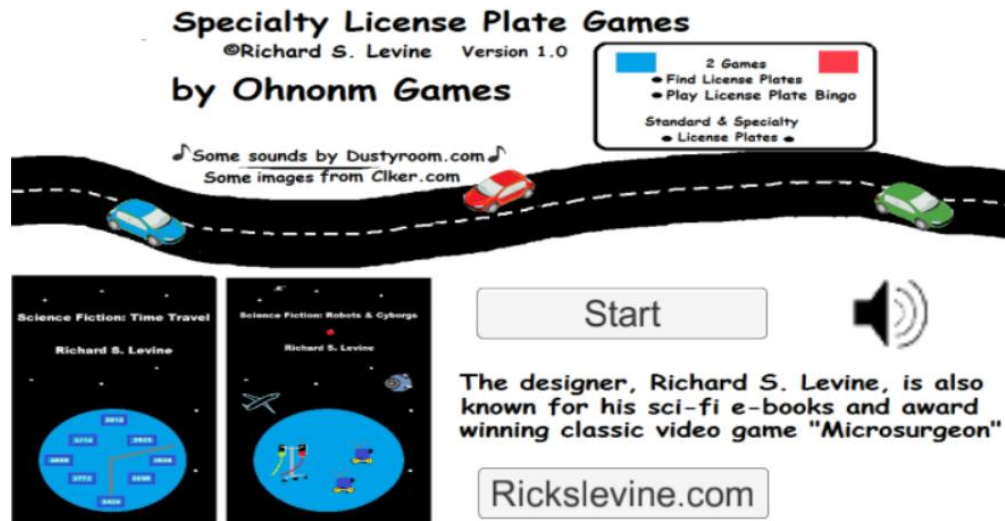 Specialty License Plate Games
©Richard S. Levine Version 1.0
by Ohnonm Games
2 Games
• Find License Plates
• Play License Plate Bingo
Standard & Specialty
• License Plates •
♪Some sounds by Dustyroom.com♪
Some images from Clker.com
Science Fiction: Time Travel
Richard S. Levine
Science Fiction: Robots & Cyborgs
Richard S. Levine
Start
The designer, Richard S. Levine, is also
known for his sci-fi e-books and award
winning classic video game "Microsurgeon"
Rickslevine.com